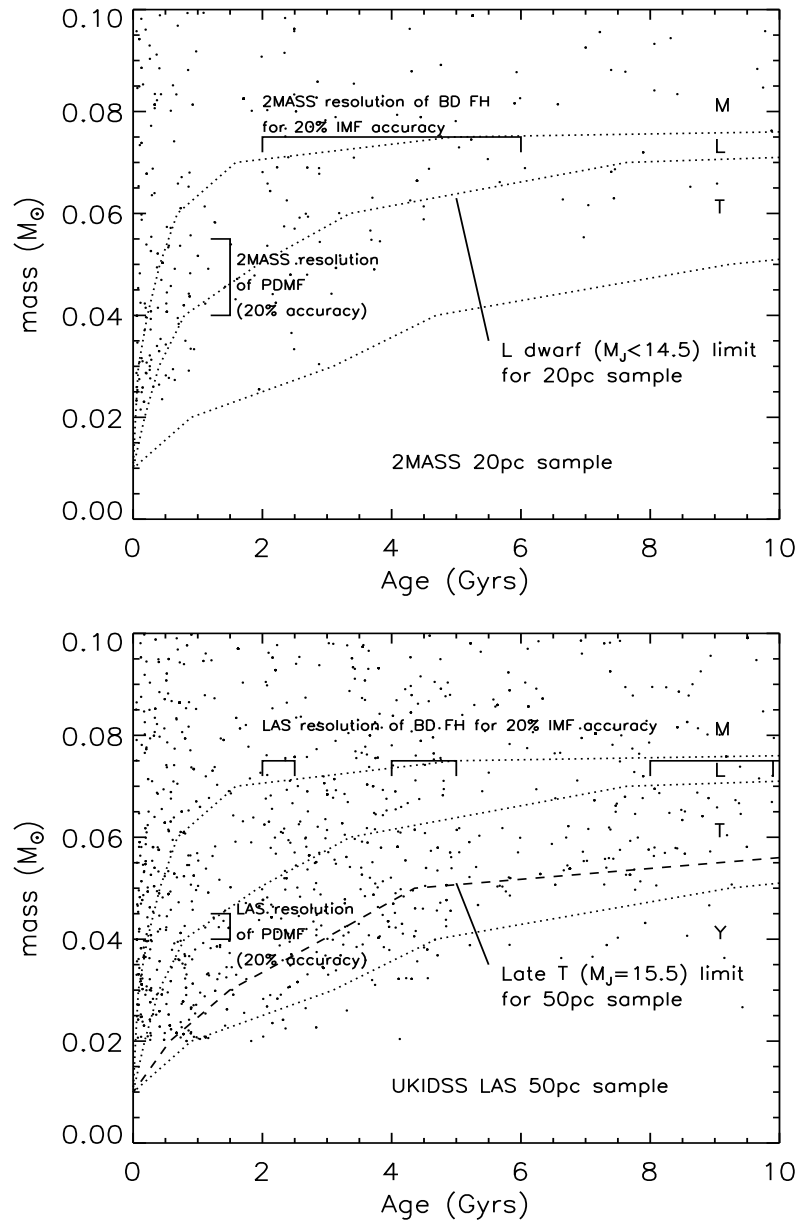 0.10
0.08
0.06
0.04
0.02
0.00
mass (M⊙)
2MASS resolution of BD FH
for 20% IMF accuracy
M
L
T
2MASS resolution
of PDMF
(20% accuracy)
L dwarf (MJ<14.5) limit
for 20pc sample
2MASS 20pc sample
0 2 4 6 8 10
Age (Gyrs)
0.10
0.08
0.06
0.04
0.02
0.00
mass (M⊙)
LAS resolution of BD FH for 20% IMF accuracy
M
L
T
Y
LAS resolution
of PDMF
(20% accuracy)
Late T (MJ=15.5) limit
for 50pc sample
UKIDSS LAS 50pc sample
0 2 4 6 8 10
Age (Gyrs)